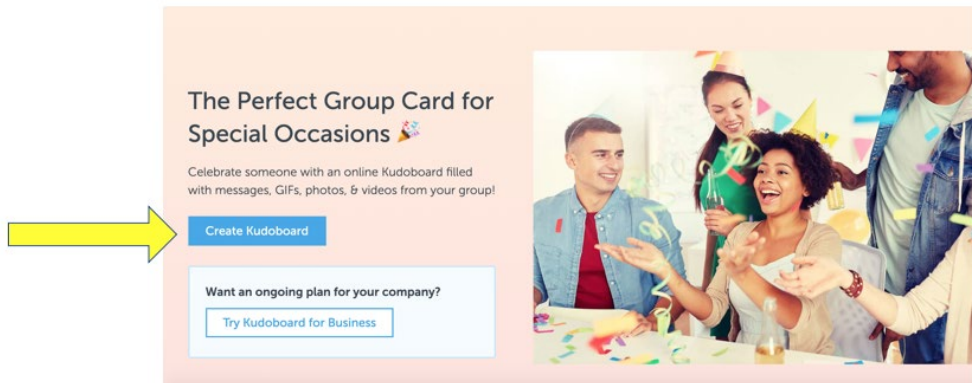 The Perfect Group Card for
Special Occasions 🎉
Celebrate someone with an online Kudoboard filled
with messages, GIFs, photos, & videos from your group!
Create Kudoboard
Want an ongoing plan for your company?
Try Kudoboard for Business